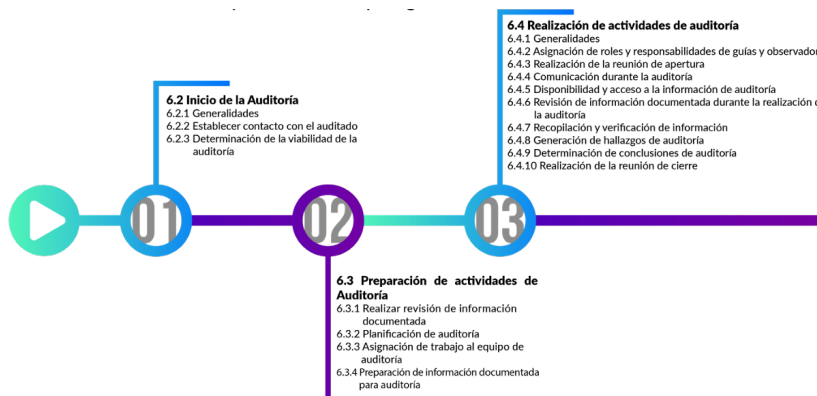 01
6.2 Inicio de la Auditoría
6.2.1 Generalidades
6.2.2 Establecer contacto con el auditado
6.2.3 Determinación de la viabilidad de la
auditoría
02
6.3 Preparación de actividades de
Auditoría
6.3.1 Realizar revisión de información
documentada
6.3.2 Planificación de auditoría
6.3.3 Asignación de trabajo al equipo de
auditoría
6.3.4 Preparación de información documentada
para auditoría
03
6.4 Realización de actividades de auditoría
6.4.1 Generalidades
6.4.2 Asignación de roles y responsabilidades de guías y
6.4.3 Realización de la reunión de apertura
6.4.4 Comunicación durante la auditoría
6.4.5 Disponibilidad y acceso a la información de auditoría
6.4.6 Revisión de información documentada durante la realización
la auditoría
6.4.7 Recopilación y verificación de información
6.4.8 Generación de hallazgos de auditoría
6.4.9 Determinación de conclusiones de auditoría
6.4.10 Realización de la reunión de cierre